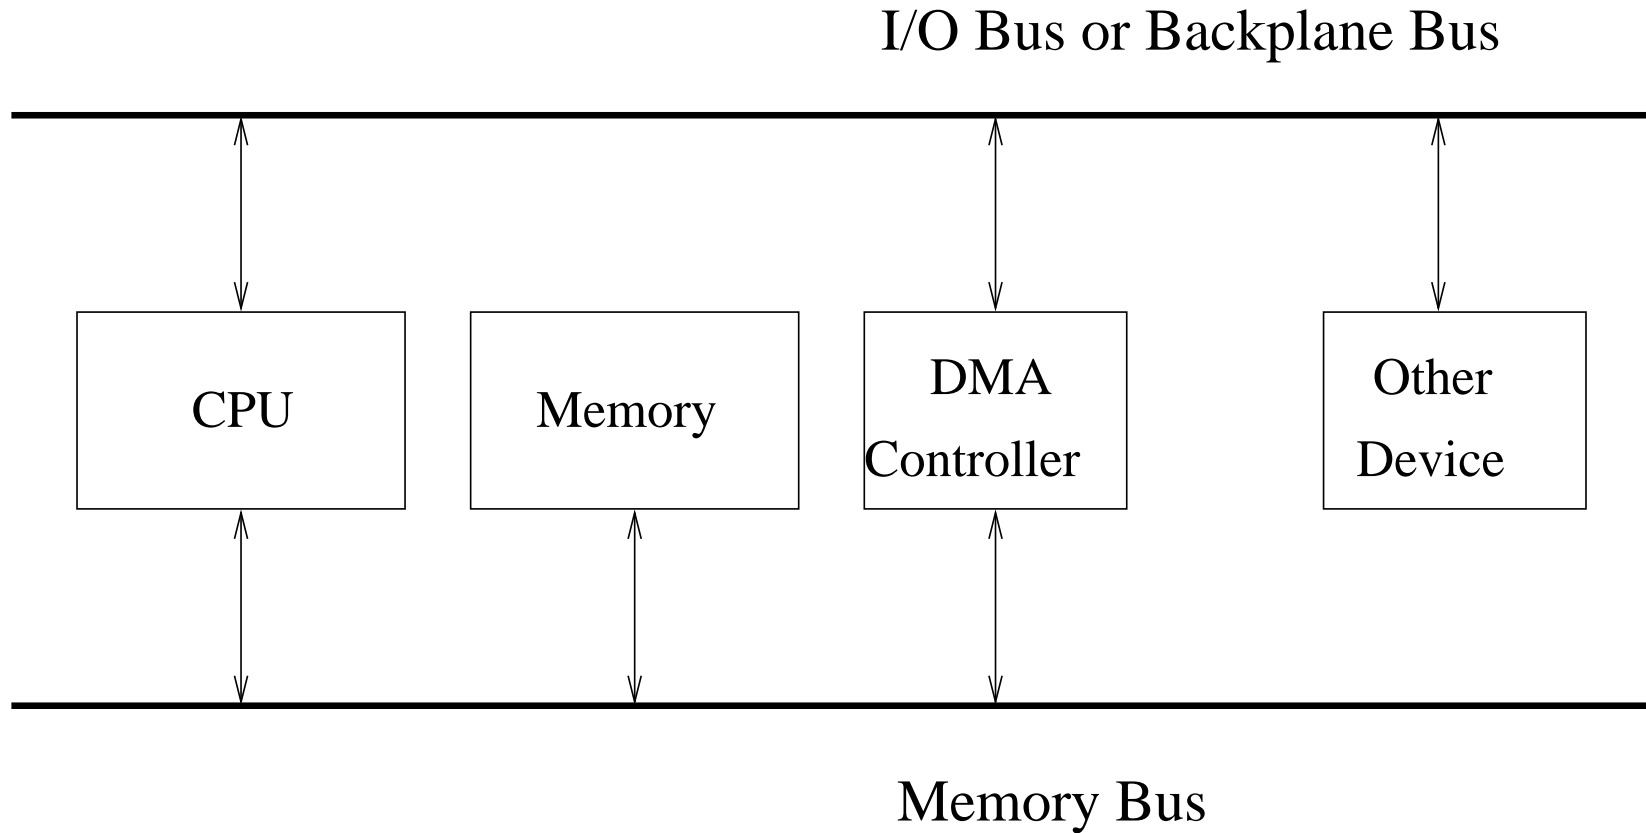 I/O Bus or Backplane Bus
CPU
Memory
DMA
Controller
Other
Device
Memory Bus